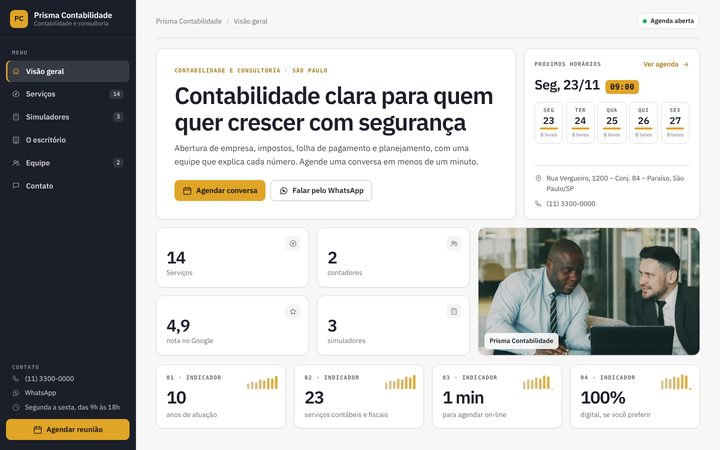 PC
Prisma Contabilidade
Contabilidade e consultoria
MENU
Visão geral
Serviços 14
Simuladores 3
O escritório
Equipe 2
Contato
CONTATO
(11) 3300-0000
WhatsApp
Segunda a sexta, das 9h às 18h
Agendar reunião
Prisma Contabilidade / Visão geral
Agenda aberta
CONTABILIDADE E CONSULTORIA · SÃO PAULO
Contabilidade clara para quem
quer crescer com segurança
Abertura de empresa, impostos, folha de pagamento e planejamento, com uma
equipe que explica cada número. Agende uma conversa em menos de um minuto.
Agendar conversa
Falar pelo WhatsApp
PRÓXIMOS HORÁRIOS
Ver agenda →
Seg, 23/11 09:00
SEG TER QUA QUI SEX
23 24 25 26 27
8 livres 8 livres 8 livres 8 livres 8 livres
Rua Vergueiro, 1200 – Conj. 84 – Paraíso, São
Paulo/SP
(11) 3300-0000
14
Serviços
2
contadores
4,9
nota no Google
3
simuladores
Prisma Contabilidade
01 · INDICADOR
10
anos de atuação
02 · INDICADOR
23
serviços contábeis e fiscais
03 · INDICADOR
1 min
para agendar on-line
04 · INDICADOR
100%
digital, se você preferir